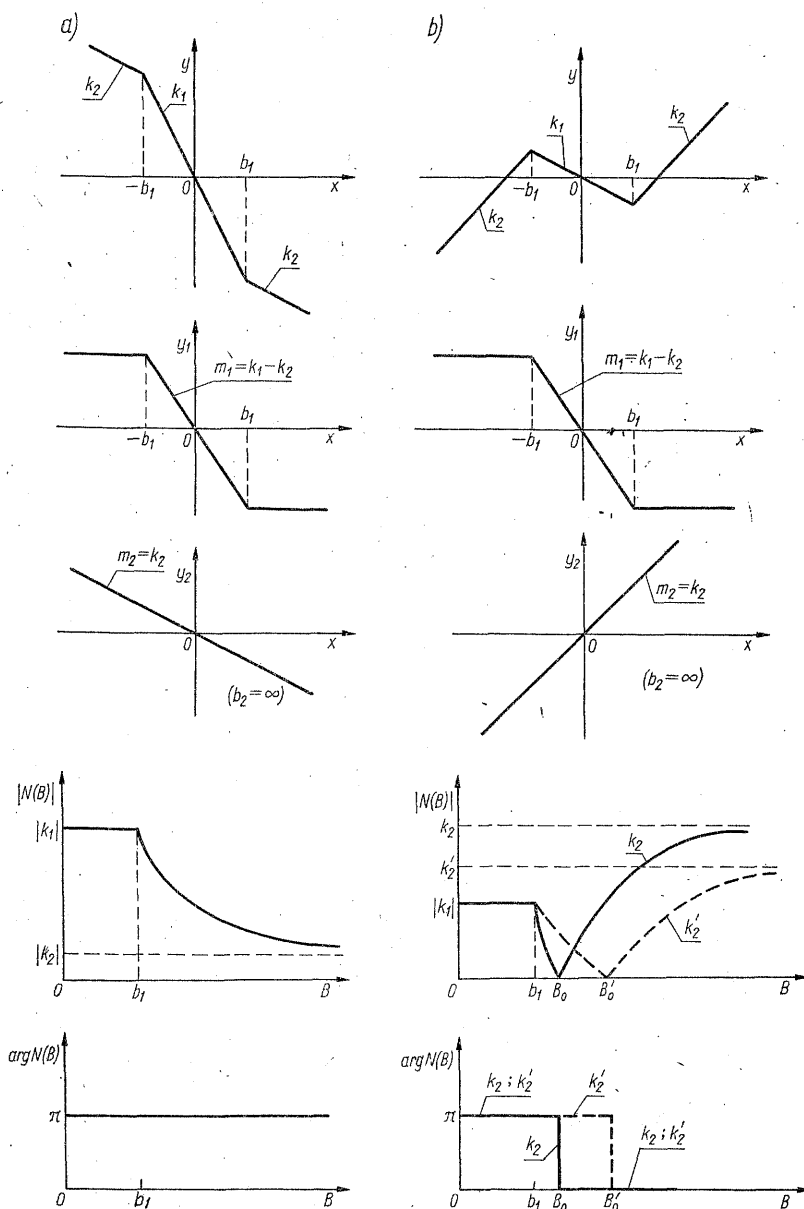 a)
y
k₂
k₁
b₁
−b₁
0
x
k₂
y₁
m₁=k₁−k₂
b₁
−b₁
0
x
m₂=k₂
y₂
0
x
(b₂=∞)
|N(B)|
|k₁|
|k₂|
0
b₁
B
argN(B)
π
0
b₁
B
b)
y
k₁
k₂
b₁
−b₁
0
x
k₂
y₁
m₁=k₁−k₂
b₁
−b₁
0
x
y₂
m₂=k₂
0
x
(b₂=∞)
|N(B)|
k₂
k₂
k₂'
|k₁|
k₂'
0
b₁
B₀
B₀'
B
argN(B)
k₂; k₂'
k₂'
π
k₂
k₂; k₂'
0
b₁
B₀
B₀'
B